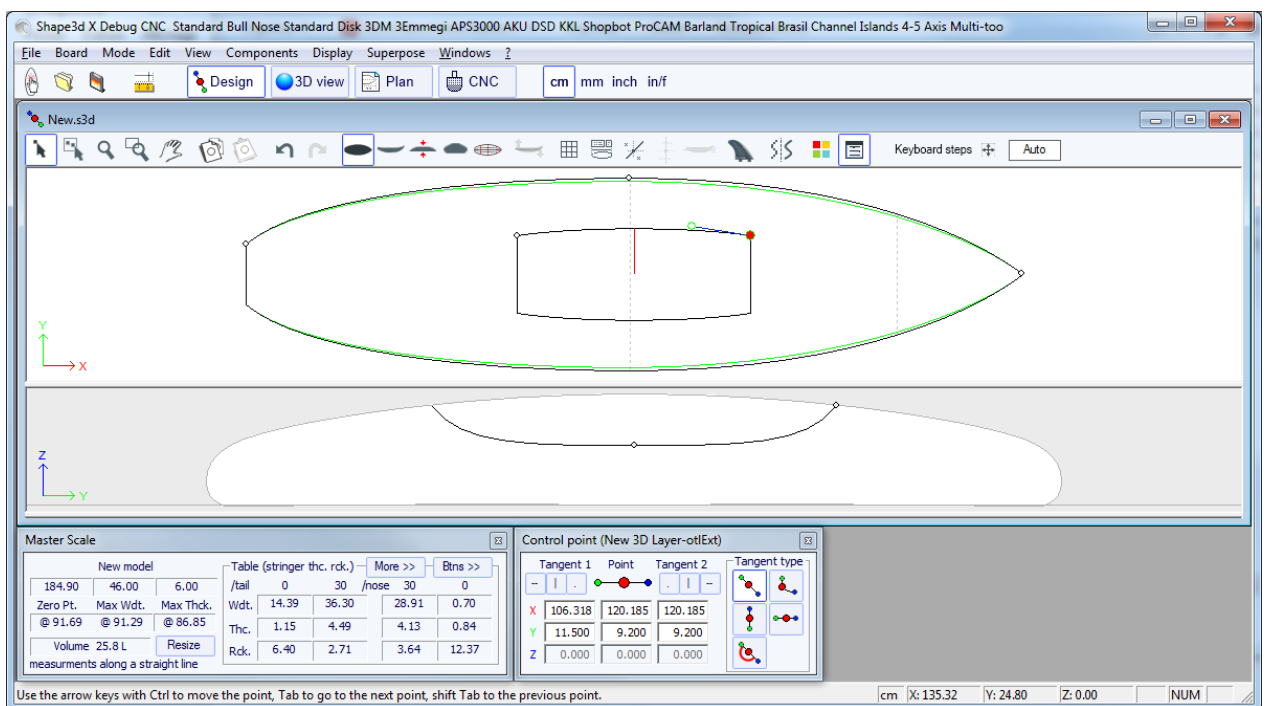 Shape3d X Debug CNC Standard Bull Nose Standard Disk 3DM 3Emmegi APS3000 AKU DSD KKL Shopbot ProCAM Barland Tropical Brasil Channel Islands 4-5 Axis Multi-too
File Board Mode Edit View Components Display Superpose Windows ?
Design 3D view Plan CNC cm mm inch in/f
New.s3d
Keyboard steps Auto
Y
X
Z
Y
Master Scale
New model
184.90 46.00 6.00
Zero Pt. Max Wdt. Max Thck.
@ 91.69 @ 91.29 @ 86.85
Volume 25.8 L Resize
measurments along a straight line
Table (stringer thc. rck.) More >> Btns >>
/tail 0 30 /nose 30 0
Wdt. 14.39 36.30 28.91 0.70
Thc. 1.15 4.49 4.13 0.84
Rck. 6.40 2.71 3.64 12.37
Control point (New 3D Layer-otlExt)
Tangent 1 Point Tangent 2
X 106.318 120.185 120.185
Y 11.500 9.200 9.200
Z 0.000 0.000 0.000
Tangent type
Use the arrow keys with Ctrl to move the point, Tab to go to the next point, shift Tab to the previous point.
cm X: 135.32 Y: 24.80 Z: 0.00 NUM